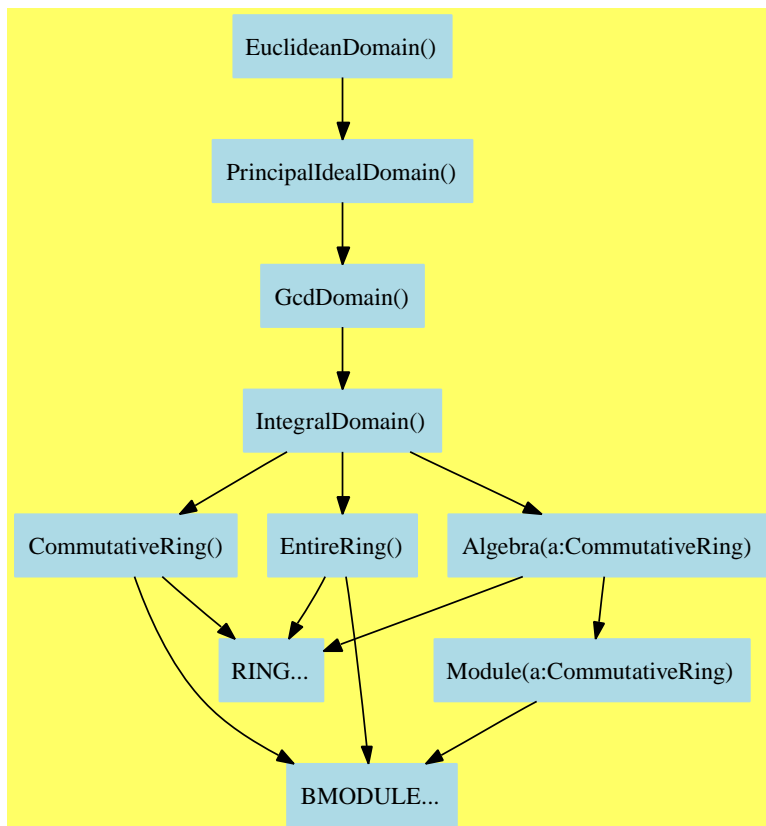 EuclideanDomain()
PrincipalIdealDomain()
GcdDomain()
IntegralDomain()
CommutativeRing()
EntireRing()
Algebra(a:CommutativeRing)
RING...
Module(a:CommutativeRing)
BMODULE...